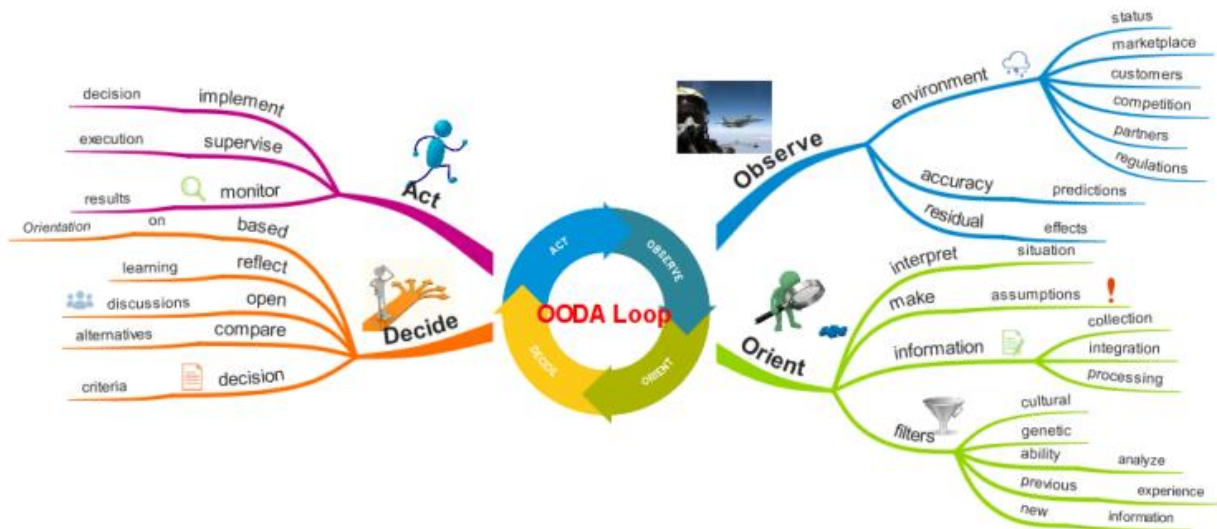 OODA Loop
ACT
OBSERVE
ORIENT
DECIDE
Observe
environment
status
marketplace
customers
competition
partners
regulations
accuracy
predictions
residual
effects
Orient
interpret
situation
make
assumptions
information
collection
integration
processing
filters
cultural
genetic
ability
analyze
previous
experience
new
information
Decide
based
on
Orientation
reflect
learning
open
discussions
compare
alternatives
decision
criteria
Act
implement
decision
supervise
execution
monitor
results